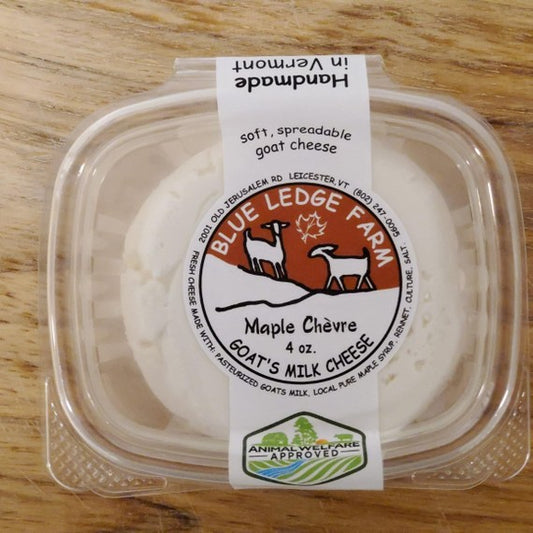 Handmade
in Vermont
soft, spreadable
goat cheese
2001 OLD JERUSALEM RD LEICESTER, VT (802) 247-0095
BLUE LEDGE FARM
Maple Chèvre
4 oz.
GOAT'S MILK CHEESE
FRESH CHEESE MADE WITH: PASTEURIZED GOATS MILK, LOCAL PURE MAPLE SYRUP, RENNET, CULTURE, SALT.
ANIMAL WELFARE
APPROVED